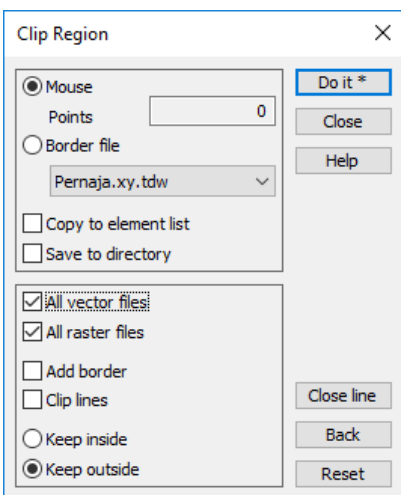 Clip Region
Mouse
Points 0
Border file
Pernaja.xy.tdw
Copy to element list
Save to directory
Do it *
Close
Help
All vector files
All raster files
Add border
Clip lines
Keep inside
Keep outside
Close line
Back
Reset